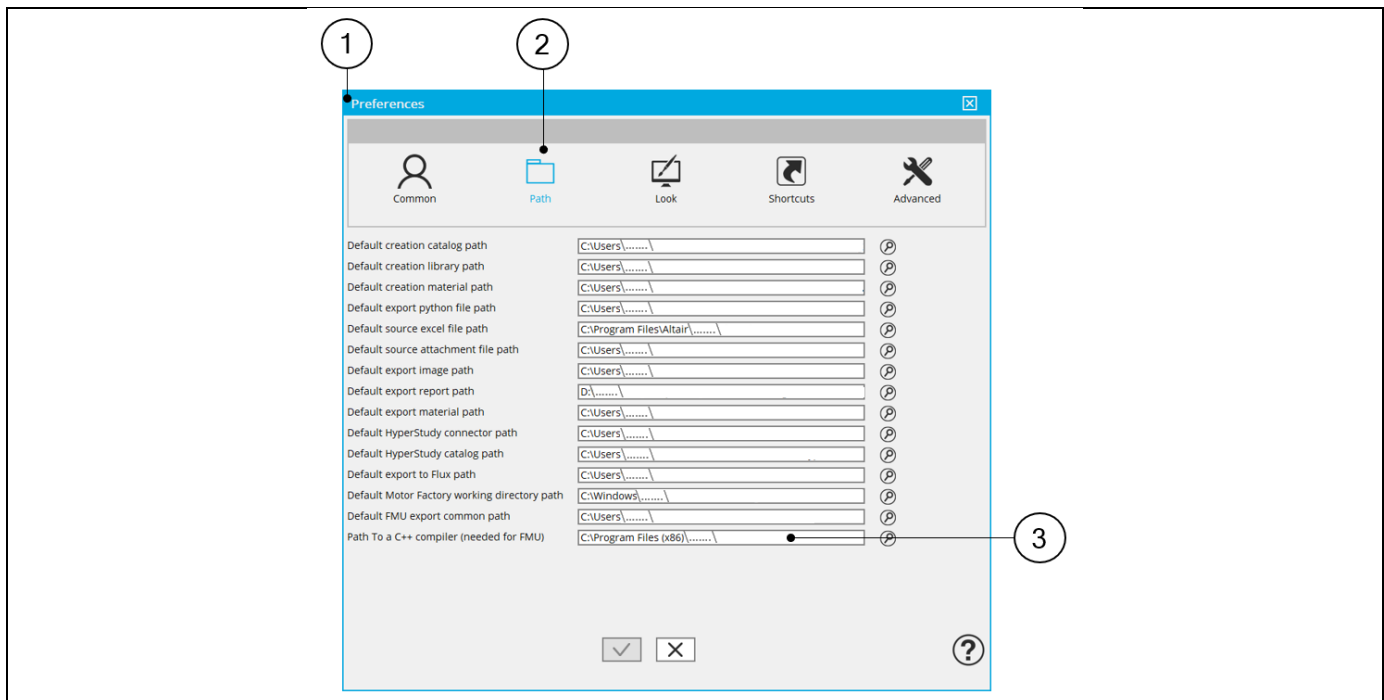 1 2
Preferences
Common Path Look Shortcuts Advanced
Default creation catalog path C:\Users\.......\
Default creation library path C:\Users\.......\
Default creation material path C:\Users\.......\
Default export python file path C:\Users\.......\
Default source excel file path C:\Program Files\Altair\.......\
Default source attachment file path C:\Users\.......\
Default export image path C:\Users\.......\
Default export report path D:\.......\
Default export material path C:\Users\.......\
Default HyperStudy connector path C:\Users\.......\
Default HyperStudy catalog path C:\Users\.......\
Default export to Flux path C:\Users\.......\
Default Motor Factory working directory path C:\Windows\.......\
Default FMU export common path C:\Users\.......\
Path To a C++ compiler (needed for FMU) C:\Program Files (x86)\.......\ 3
?